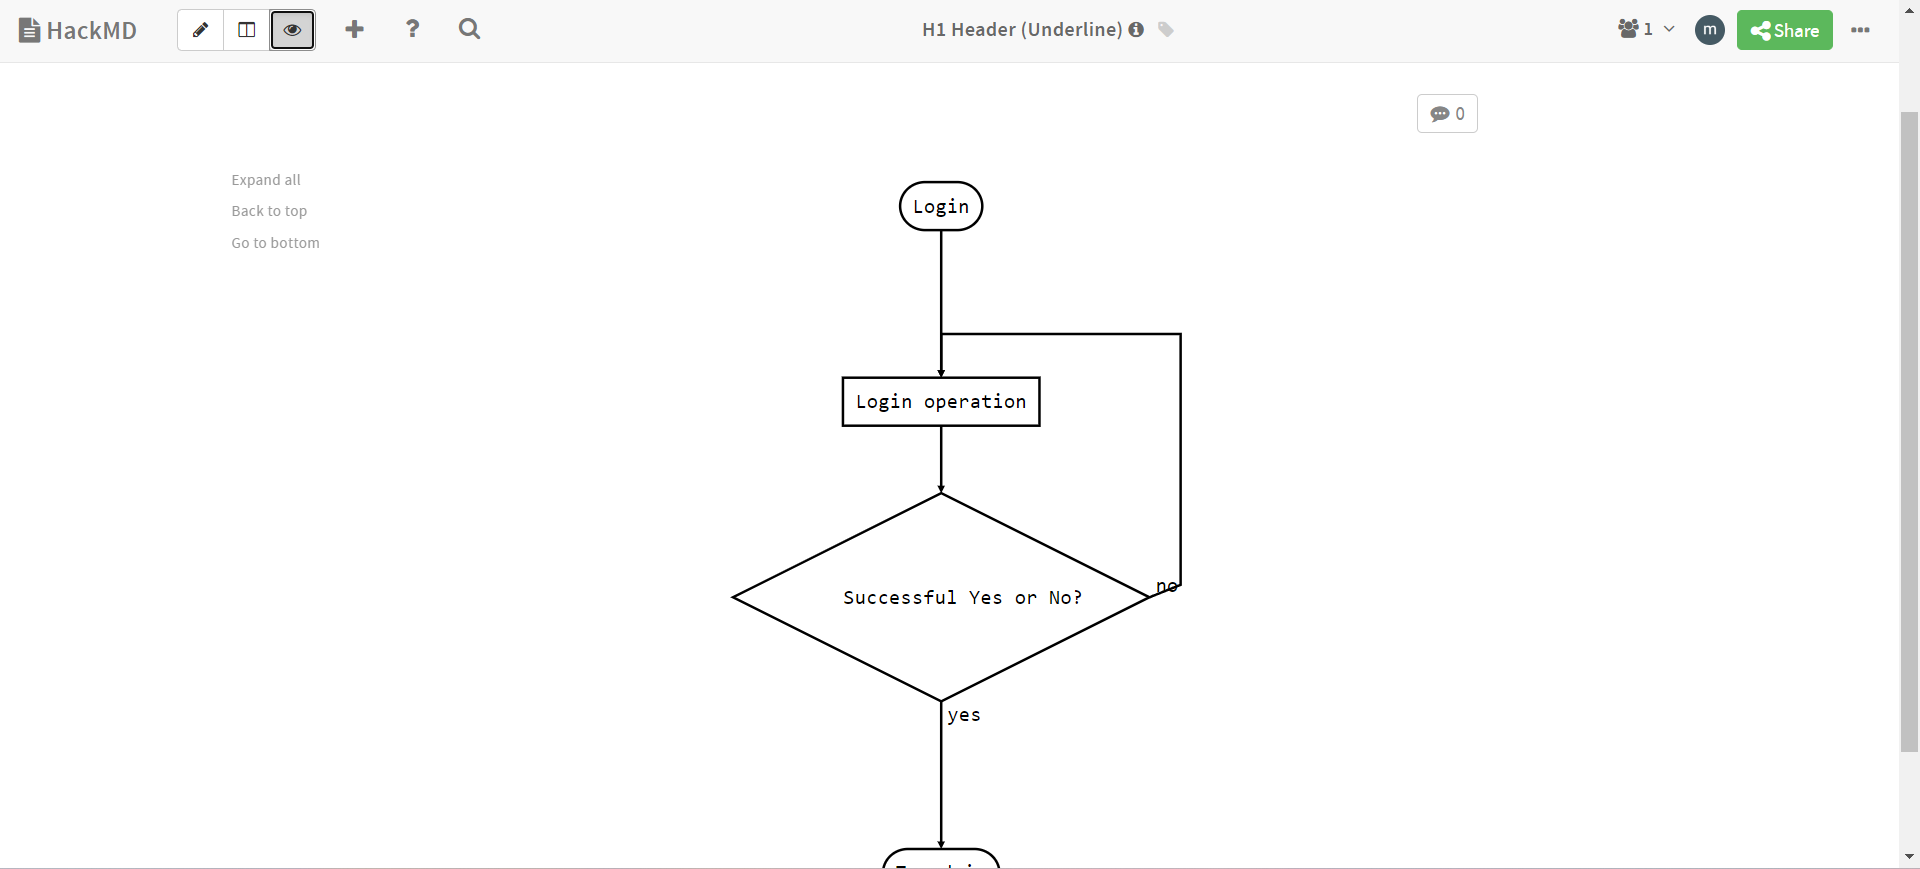 HackMD
H1 Header (Underline)
1
m
Share
0
Expand all
Back to top
Go to bottom
Login
Login operation
Successful Yes or No?
no
yes